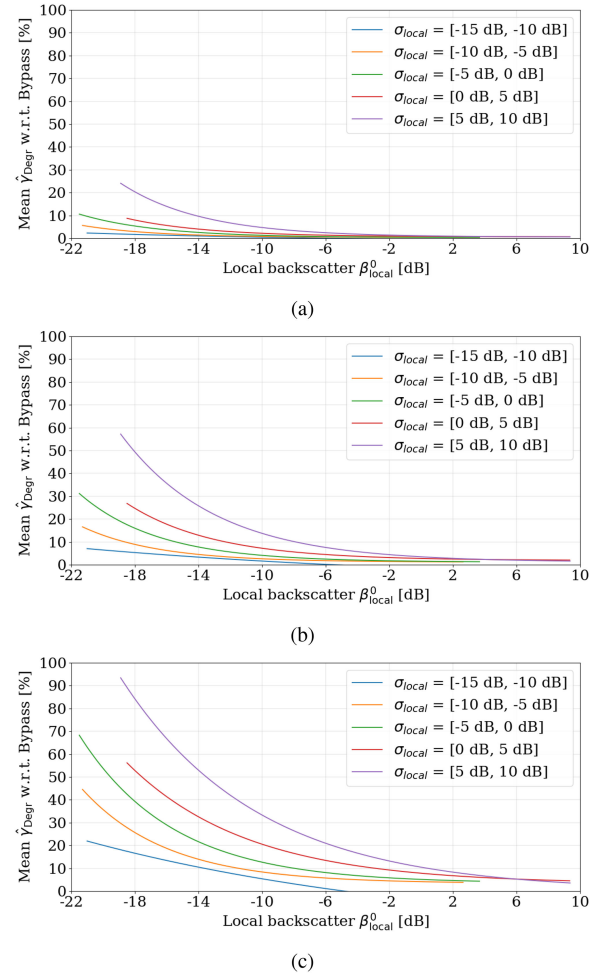 100
90
80
70
60
50
40
30
20
10
0
Mean γ̂Degr w.r.t. Bypass [%]
σlocal = [-15 dB, -10 dB]
σlocal = [-10 dB, -5 dB]
σlocal = [-5 dB, 0 dB]
σlocal = [0 dB, 5 dB]
σlocal = [5 dB, 10 dB]
-22 -18 -14 -10 -6 -2 2 6 10
Local backscatter β⁰local [dB]
(a)
100
90
80
70
60
50
40
30
20
10
0
Mean γ̂Degr w.r.t. Bypass [%]
σlocal = [-15 dB, -10 dB]
σlocal = [-10 dB, -5 dB]
σlocal = [-5 dB, 0 dB]
σlocal = [0 dB, 5 dB]
σlocal = [5 dB, 10 dB]
-22 -18 -14 -10 -6 -2 2 6 10
Local backscatter β⁰local [dB]
(b)
100
90
80
70
60
50
40
30
20
10
0
Mean γ̂Degr w.r.t. Bypass [%]
σlocal = [-15 dB, -10 dB]
σlocal = [-10 dB, -5 dB]
σlocal = [-5 dB, 0 dB]
σlocal = [0 dB, 5 dB]
σlocal = [5 dB, 10 dB]
-22 -18 -14 -10 -6 -2 2 6 10
Local backscatter β⁰local [dB]
(c)